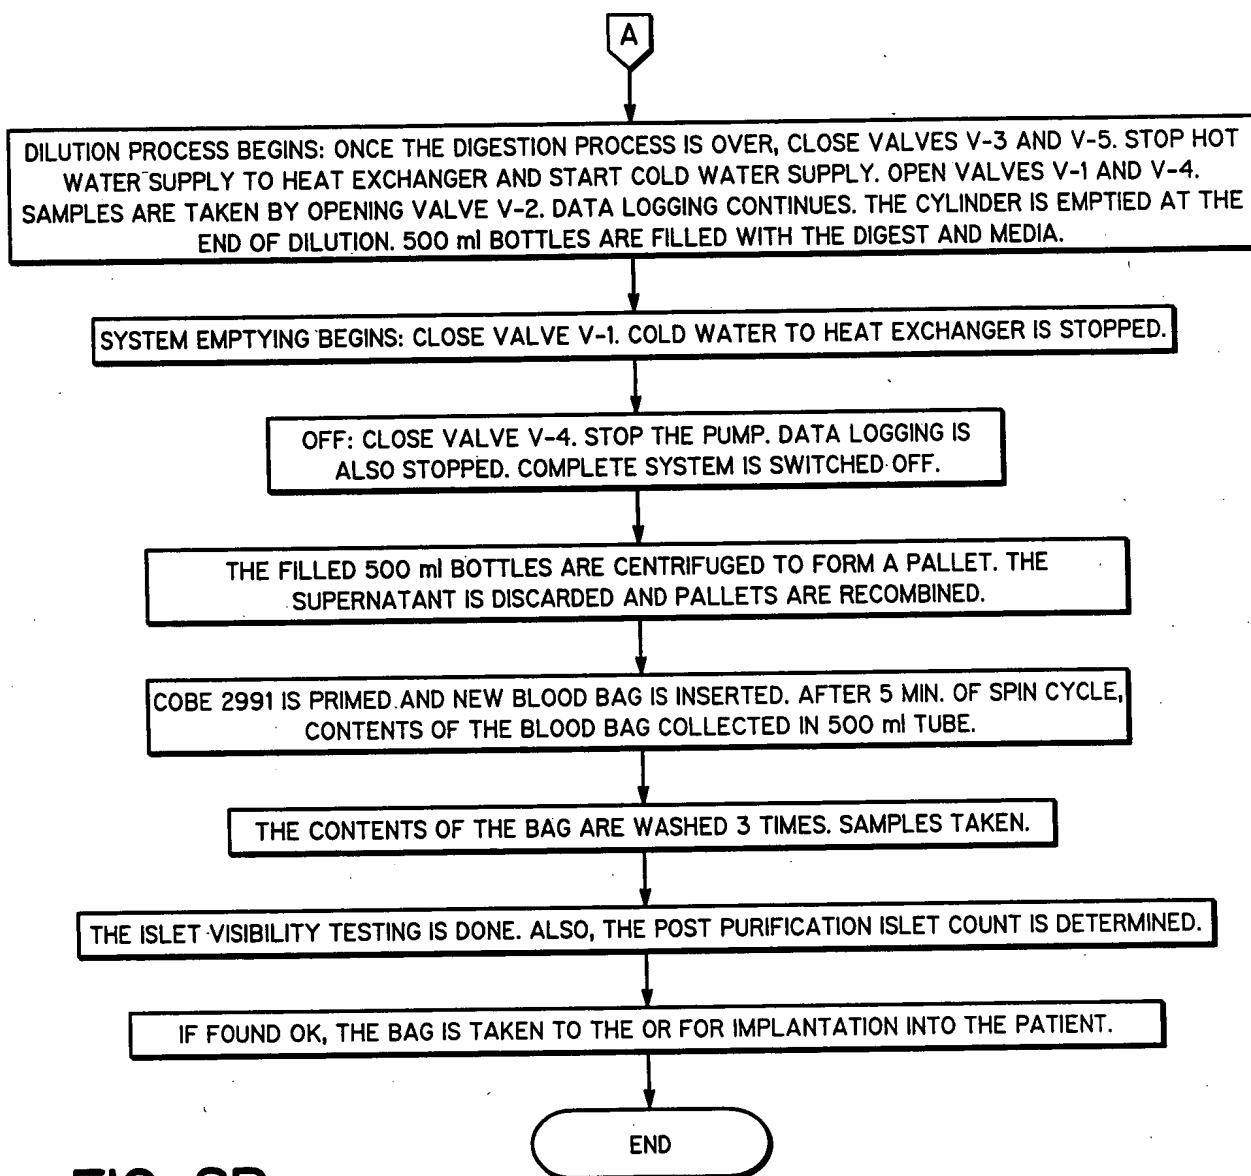 A
DILUTION PROCESS BEGINS: ONCE THE DIGESTION PROCESS IS OVER, CLOSE VALVES V-3 AND V-5. STOP HOT
WATER SUPPLY TO HEAT EXCHANGER AND START COLD WATER SUPPLY. OPEN VALVES V-1 AND V-4.
SAMPLES ARE TAKEN BY OPENING VALVE V-2. DATA LOGGING CONTINUES. THE CYLINDER IS EMPTIED AT THE
END OF DILUTION. 500 ml BOTTLES ARE FILLED WITH THE DIGEST AND MEDIA.
SYSTEM EMPTYING BEGINS: CLOSE VALVE V-1. COLD WATER TO HEAT EXCHANGER IS STOPPED.
OFF: CLOSE VALVE V-4. STOP THE PUMP. DATA LOGGING IS
ALSO STOPPED. COMPLETE SYSTEM IS SWITCHED OFF.
THE FILLED 500 ml BOTTLES ARE CENTRIFUGED TO FORM A PALLET. THE
SUPERNATANT IS DISCARDED AND PALLETS ARE RECOMBINED.
COBE 2991 IS PRIMED AND NEW BLOOD BAG IS INSERTED. AFTER 5 MIN. OF SPIN CYCLE,
CONTENTS OF THE BLOOD BAG COLLECTED IN 500 ml TUBE.
THE CONTENTS OF THE BAG ARE WASHED 3 TIMES. SAMPLES TAKEN.
THE ISLET VISIBILITY TESTING IS DONE. ALSO, THE POST PURIFICATION ISLET COUNT IS DETERMINED.
IF FOUND OK, THE BAG IS TAKEN TO THE OR FOR IMPLANTATION INTO THE PATIENT.
END